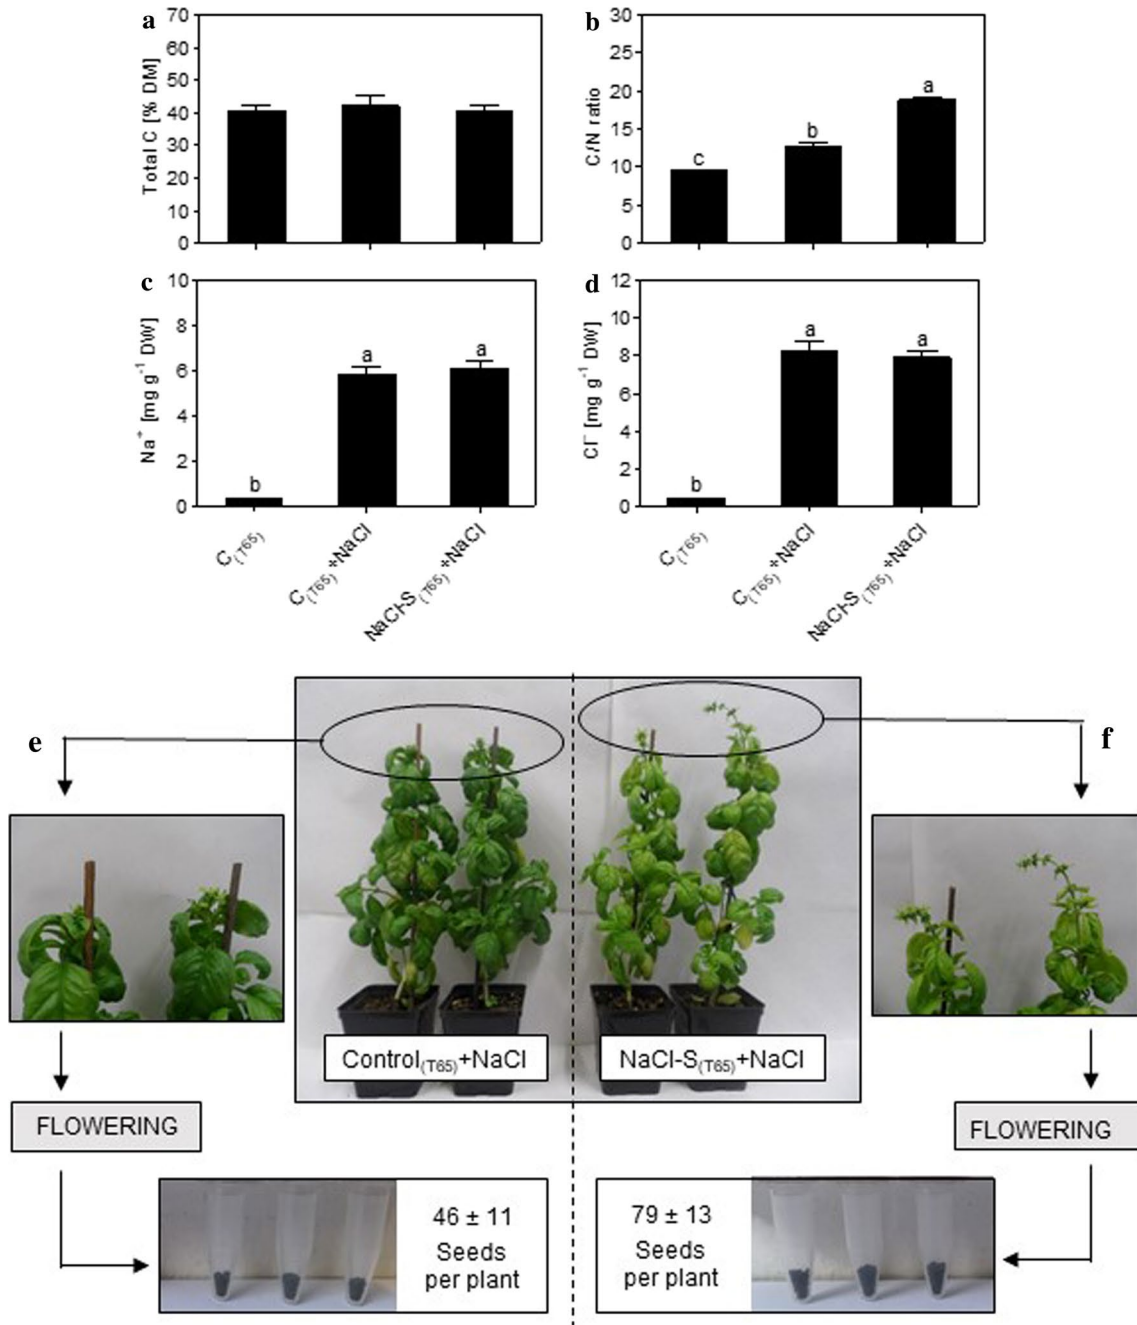 a
70
60
50
40
30
20
10
0
Total C [% DM]
b
30
25
20
15
10
5
0
C/N ratio
c
b
a
c
10
8
6
4
2
0
Na⁺ [mg g⁻¹ DW]
b
a
a
C(T65)
C(T65)+NaCl
NaCl-S(T65)+NaCl
d
12
10
8
6
4
2
0
Cl⁻ [mg g⁻¹ DW]
b
a
a
C(T65)
C(T65)+NaCl
NaCl-S(T65)+NaCl
e
f
Control(T65)+NaCl
NaCl-S(T65)+NaCl
FLOWERING
FLOWERING
46 ± 11
Seeds
per plant
79 ± 13
Seeds
per plant